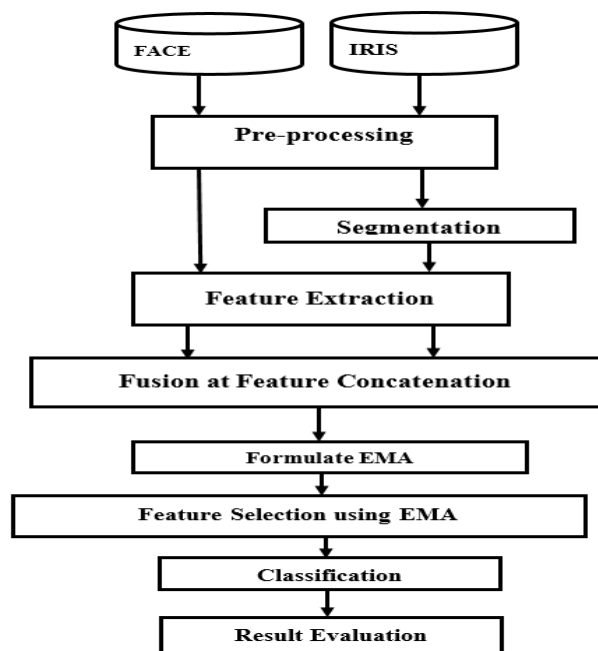 FACE
IRIS
Pre-processing
Segmentation
Feature Extraction
Fusion at Feature Concatenation
Formulate EMA
Feature Selection using EMA
Classification
Result Evaluation